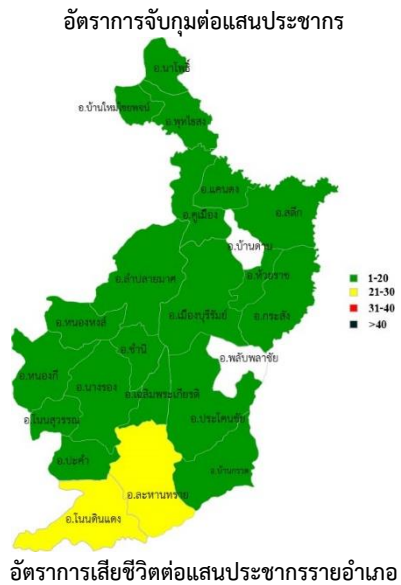 อัตราการจับกุมต่อแสนประชากร
อ.นาโพธิ์
อ.บ้านใหม่ไชยพจน์
อ.พุทไธสง
อ.แคนดง
อ.สตึก
อ.คูเมือง
อ.บ้านด่าน
อ.ห้วยราช
อ.ลำปลายมาศ
1-20
21-30
31-40
>40
อ.เมืองบุรีรัมย์
อ.กระสัง
อ.หนองหงส์
อ.ชำนิ
อ.พลับพลาชัย
อ.หนองกี่
อ.นางรอง
อ.เฉลิมพระเกียรติ
อ.โนนสุวรรณ
อ.ประโคนชัย
อ.ปะคำ
อ.บ้านกรวด
อ.ละหานทราย
อ.โนนดินแดง
อัตราการเสียชีวิตต่อแสนประชากรรายอำเภอ